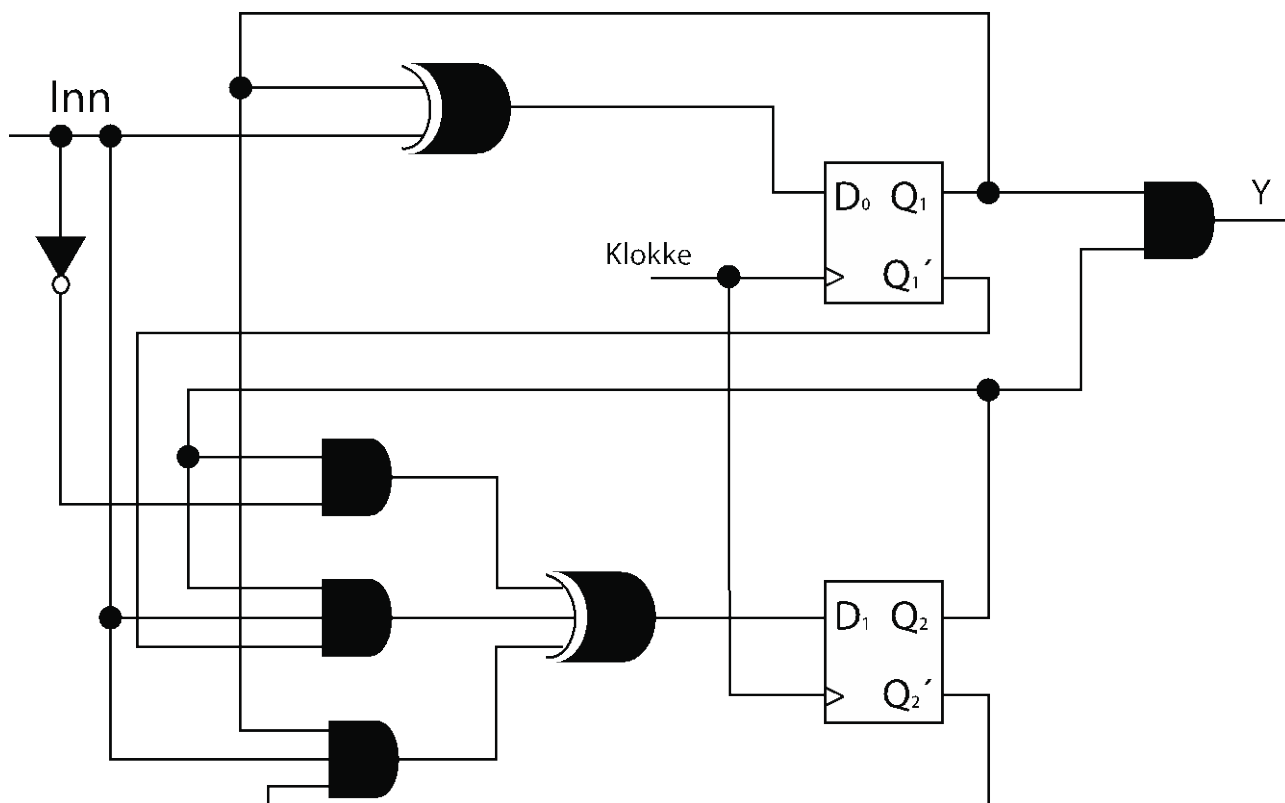 Inn
D₀ Q₁
Y
Klokke
Q₁´
D₁ Q₂
Q₂´